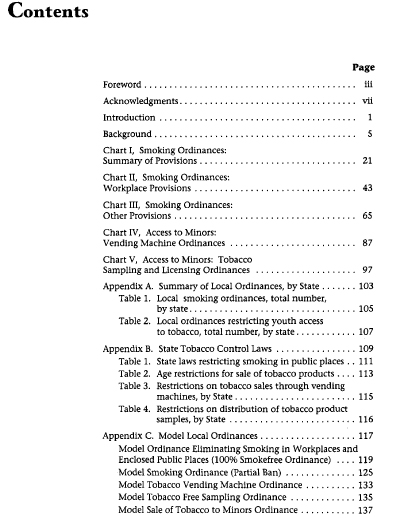 Contents
Page
Foreword . . . . . . . . . . . . . . . . . . . . . . . . . . . . . . . . . . . . . iii
Acknowledgments . . . . . . . . . . . . . . . . . . . . . . . . . . . . . . . vii
Introduction . . . . . . . . . . . . . . . . . . . . . . . . . . . . . . . . . . 1
Background . . . . . . . . . . . . . . . . . . . . . . . . . . . . . . . . . . . 5
Chart I, Smoking Ordinances:
Summary of Provisions . . . . . . . . . . . . . . . . . . . . . . . . . . . 21
Chart II, Smoking Ordinances:
Workplace Provisions . . . . . . . . . . . . . . . . . . . . . . . . . . . . 43
Chart III, Smoking Ordinances:
Other Provisions . . . . . . . . . . . . . . . . . . . . . . . . . . . . . . . 65
Chart IV, Access to Minors:
Vending Machine Ordinances . . . . . . . . . . . . . . . . . . . . . . 87
Chart V, Access to Minors: Tobacco
Sampling and Licensing Ordinances . . . . . . . . . . . . . . . . . . 97
Appendix A. Summary of Local Ordinances, by State . . . . . . . 103
Table 1. Local smoking ordinances, total number,
by state . . . . . . . . . . . . . . . . . . . . . . . . . . . . . 105
Table 2. Local ordinances restricting youth access
to tobacco, total number, by state . . . . . . . . . . . . 107
Appendix B. State Tobacco Control Laws . . . . . . . . . . . . . . . . 109
Table 1. State laws restricting smoking in public places . . . 111
Table 2. Age restrictions for sale of tobacco products . . . . 113
Table 3. Restrictions on tobacco sales through vending
machines, by State . . . . . . . . . . . . . . . . . . . . . . 115
Table 4. Restrictions on distribution of tobacco product
samples, by State . . . . . . . . . . . . . . . . . . . . . . . 116
Appendix C. Model Local Ordinances . . . . . . . . . . . . . . . . . . . 117
Model Ordinance Eliminating Smoking in Workplaces and
Enclosed Public Places (100% Smokefree Ordinance) . . . . 119
Model Smoking Ordinance (Partial Ban) . . . . . . . . . . . . . 125
Model Tobacco Vending Machine Ordinance . . . . . . . . . . 133
Model Tobacco Free Sampling Ordinance . . . . . . . . . . . . 135
Model Sale of Tobacco to Minors Ordinance . . . . . . . . . . 137